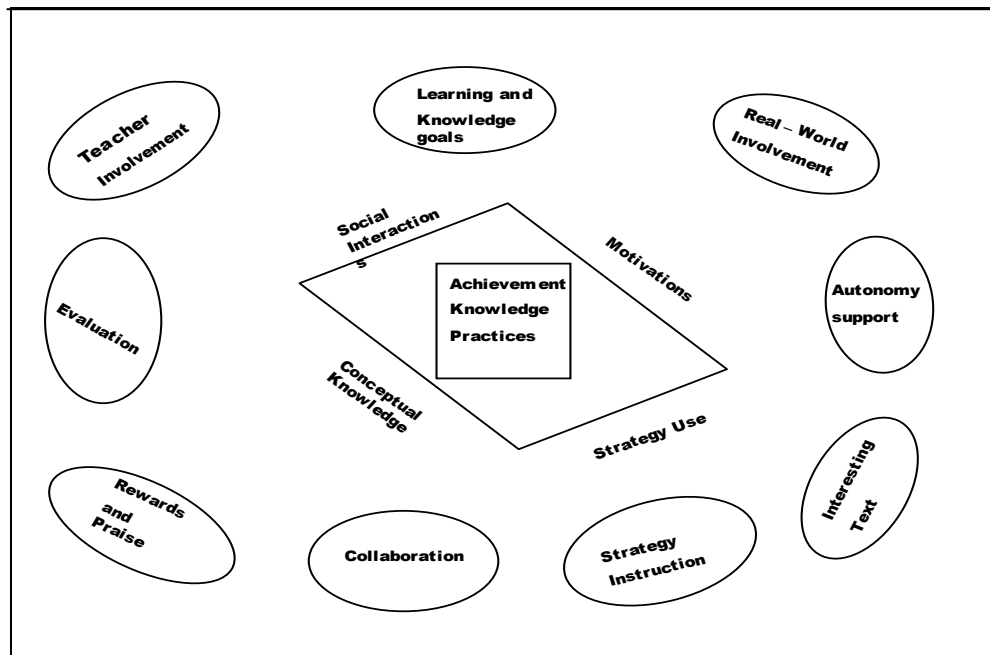 Teacher
Involvement
Learning and
Knowledge
goals
Real – World
Involvement
Social
Interaction
s
Motivations
Achievement
Knowledge
Practices
Evaluation
Autonomy
support
Conceptual
Knowledge
Strategy Use
Rewards
and
Praise
Collaboration
Strategy
Instruction
Interesting
Text